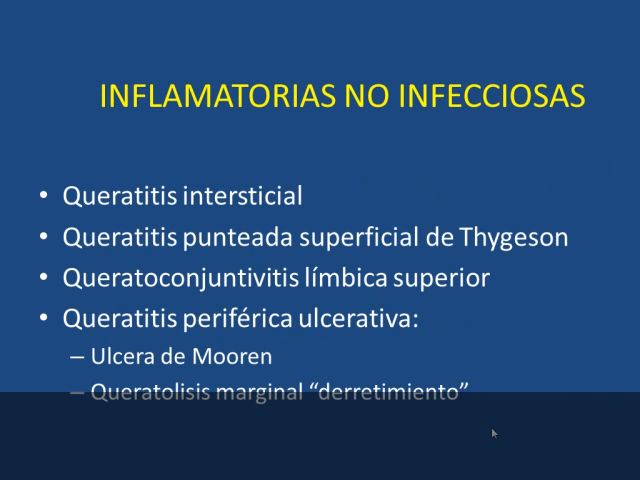 INFLAMATORIAS NO INFECCIOSAS
• Queratitis intersticial
• Queratitis punteada superficial de Thygeson
• Queratoconjuntivitis límbica superior
• Queratitis periférica ulcerativa:
– Ulcera de Mooren
– Queratolisis marginal “derretimiento”